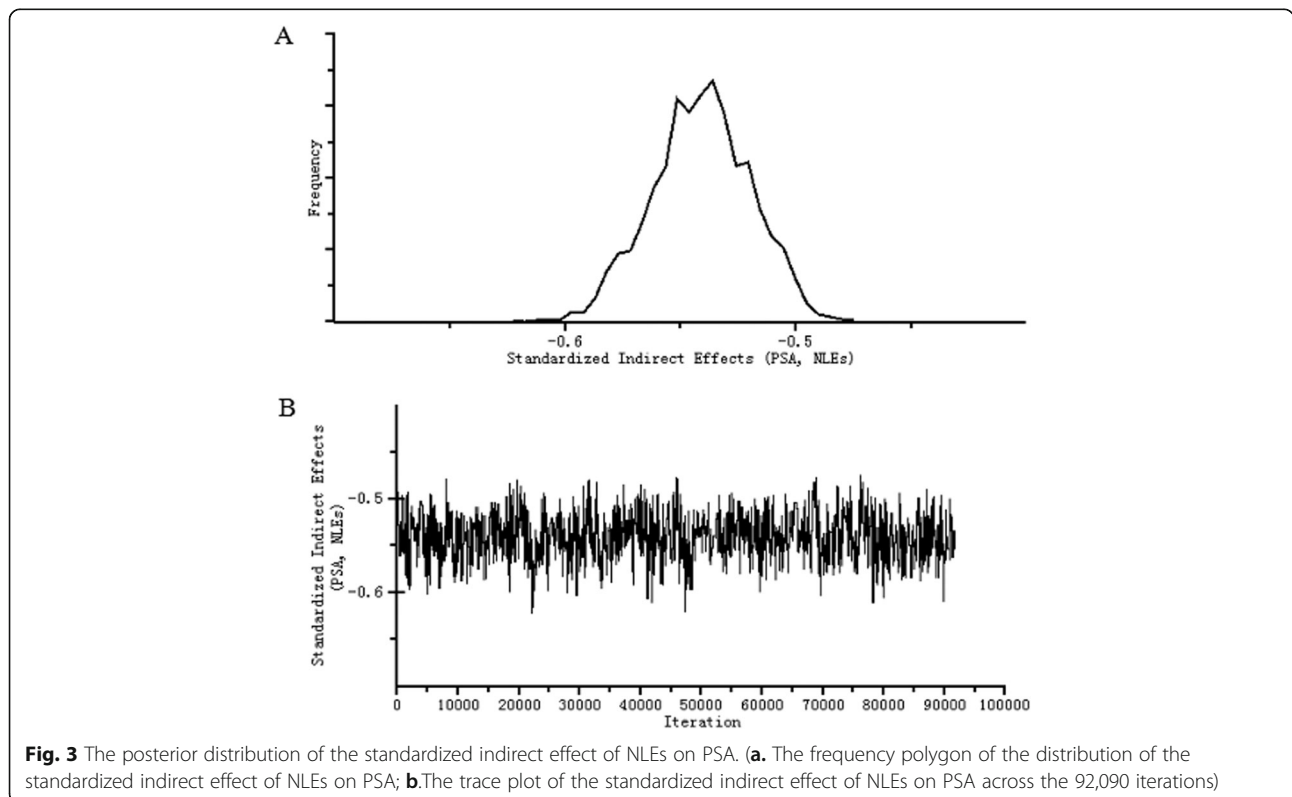 A
Frequency
-0.6
-0.5
Standardized Indirect Effects (PSA, NLEs)
B
Standardized Indirect Effects
(PSA, NLEs)
-0.5
-0.6
0 10000 20000 30000 40000 50000 60000 70000 80000 90000 100000
Iteration
Fig. 3 The posterior distribution of the standardized indirect effect of NLEs on PSA. (a. The frequency polygon of the distribution of the
standardized indirect effect of NLEs on PSA; b.The trace plot of the standardized indirect effect of NLEs on PSA across the 92,090 iterations)